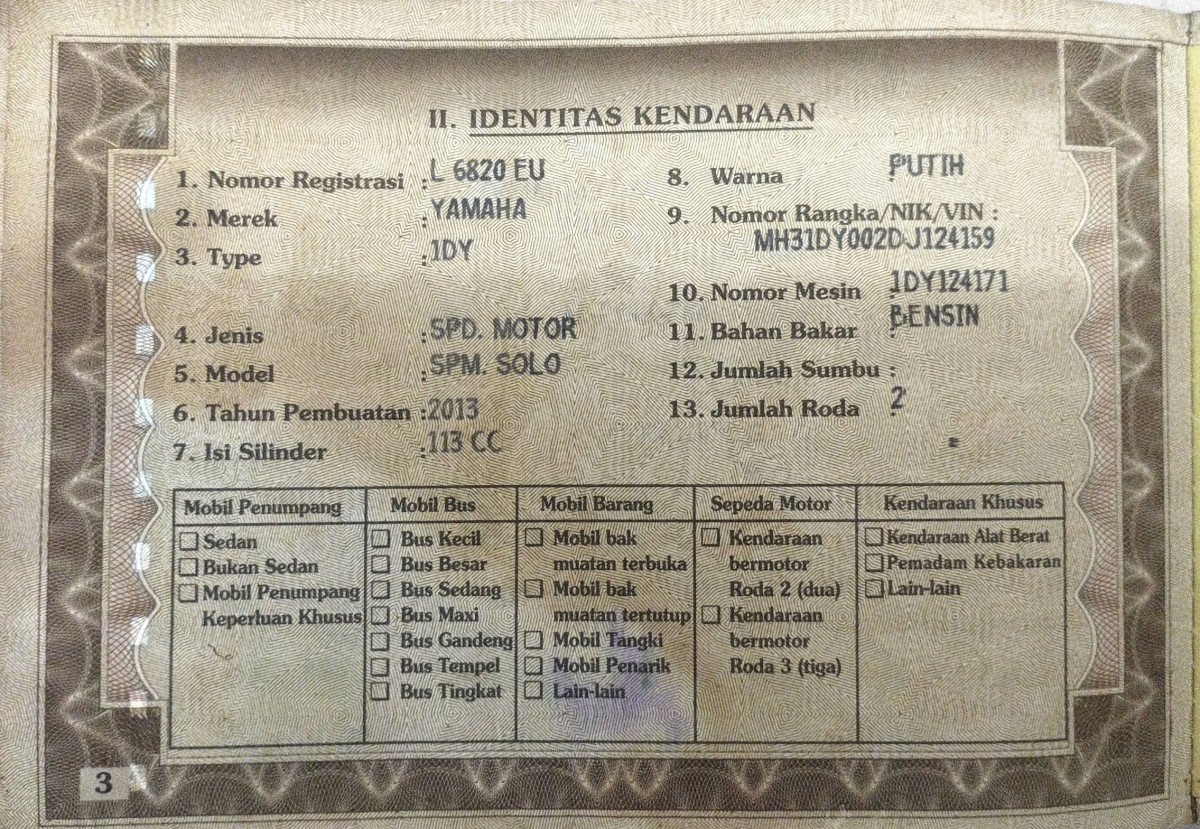 II. IDENTITAS KENDARAAN
1. Nomor Registrasi : L 6820 EU
2. Merek : YAMAHA
3. Type : 1DY
4. Jenis : SPD. MOTOR
5. Model : SPM. SOLO
6. Tahun Pembuatan : 2013
7. Isi Silinder : 113 CC
8. Warna : PUTIH
9. Nomor Rangka/NIK/VIN :
MH31DY002DJ124159
10. Nomor Mesin : 1DY124171
11. Bahan Bakar : BENSIN
12. Jumlah Sumbu :
13. Jumlah Roda : 2
Mobil Penumpang
Sedan
Bukan Sedan
Mobil Penumpang
Keperluan Khusus
Mobil Bus
Bus Kecil
Bus Besar
Bus Sedang
Bus Maxi
Bus Gandeng
Bus Tempel
Bus Tingkat
Mobil Barang
Mobil bak
muatan terbuka
Mobil bak
muatan tertutup
Mobil Tangki
Mobil Penarik
Lain-lain
Sepeda Motor
Kendaraan
bermotor
Roda 2 (dua)
Kendaraan
bermotor
Roda 3 (tiga)
Kendaraan Khusus
Kendaraan Alat Berat
Pemadam Kebakaran
Lain-lain
3